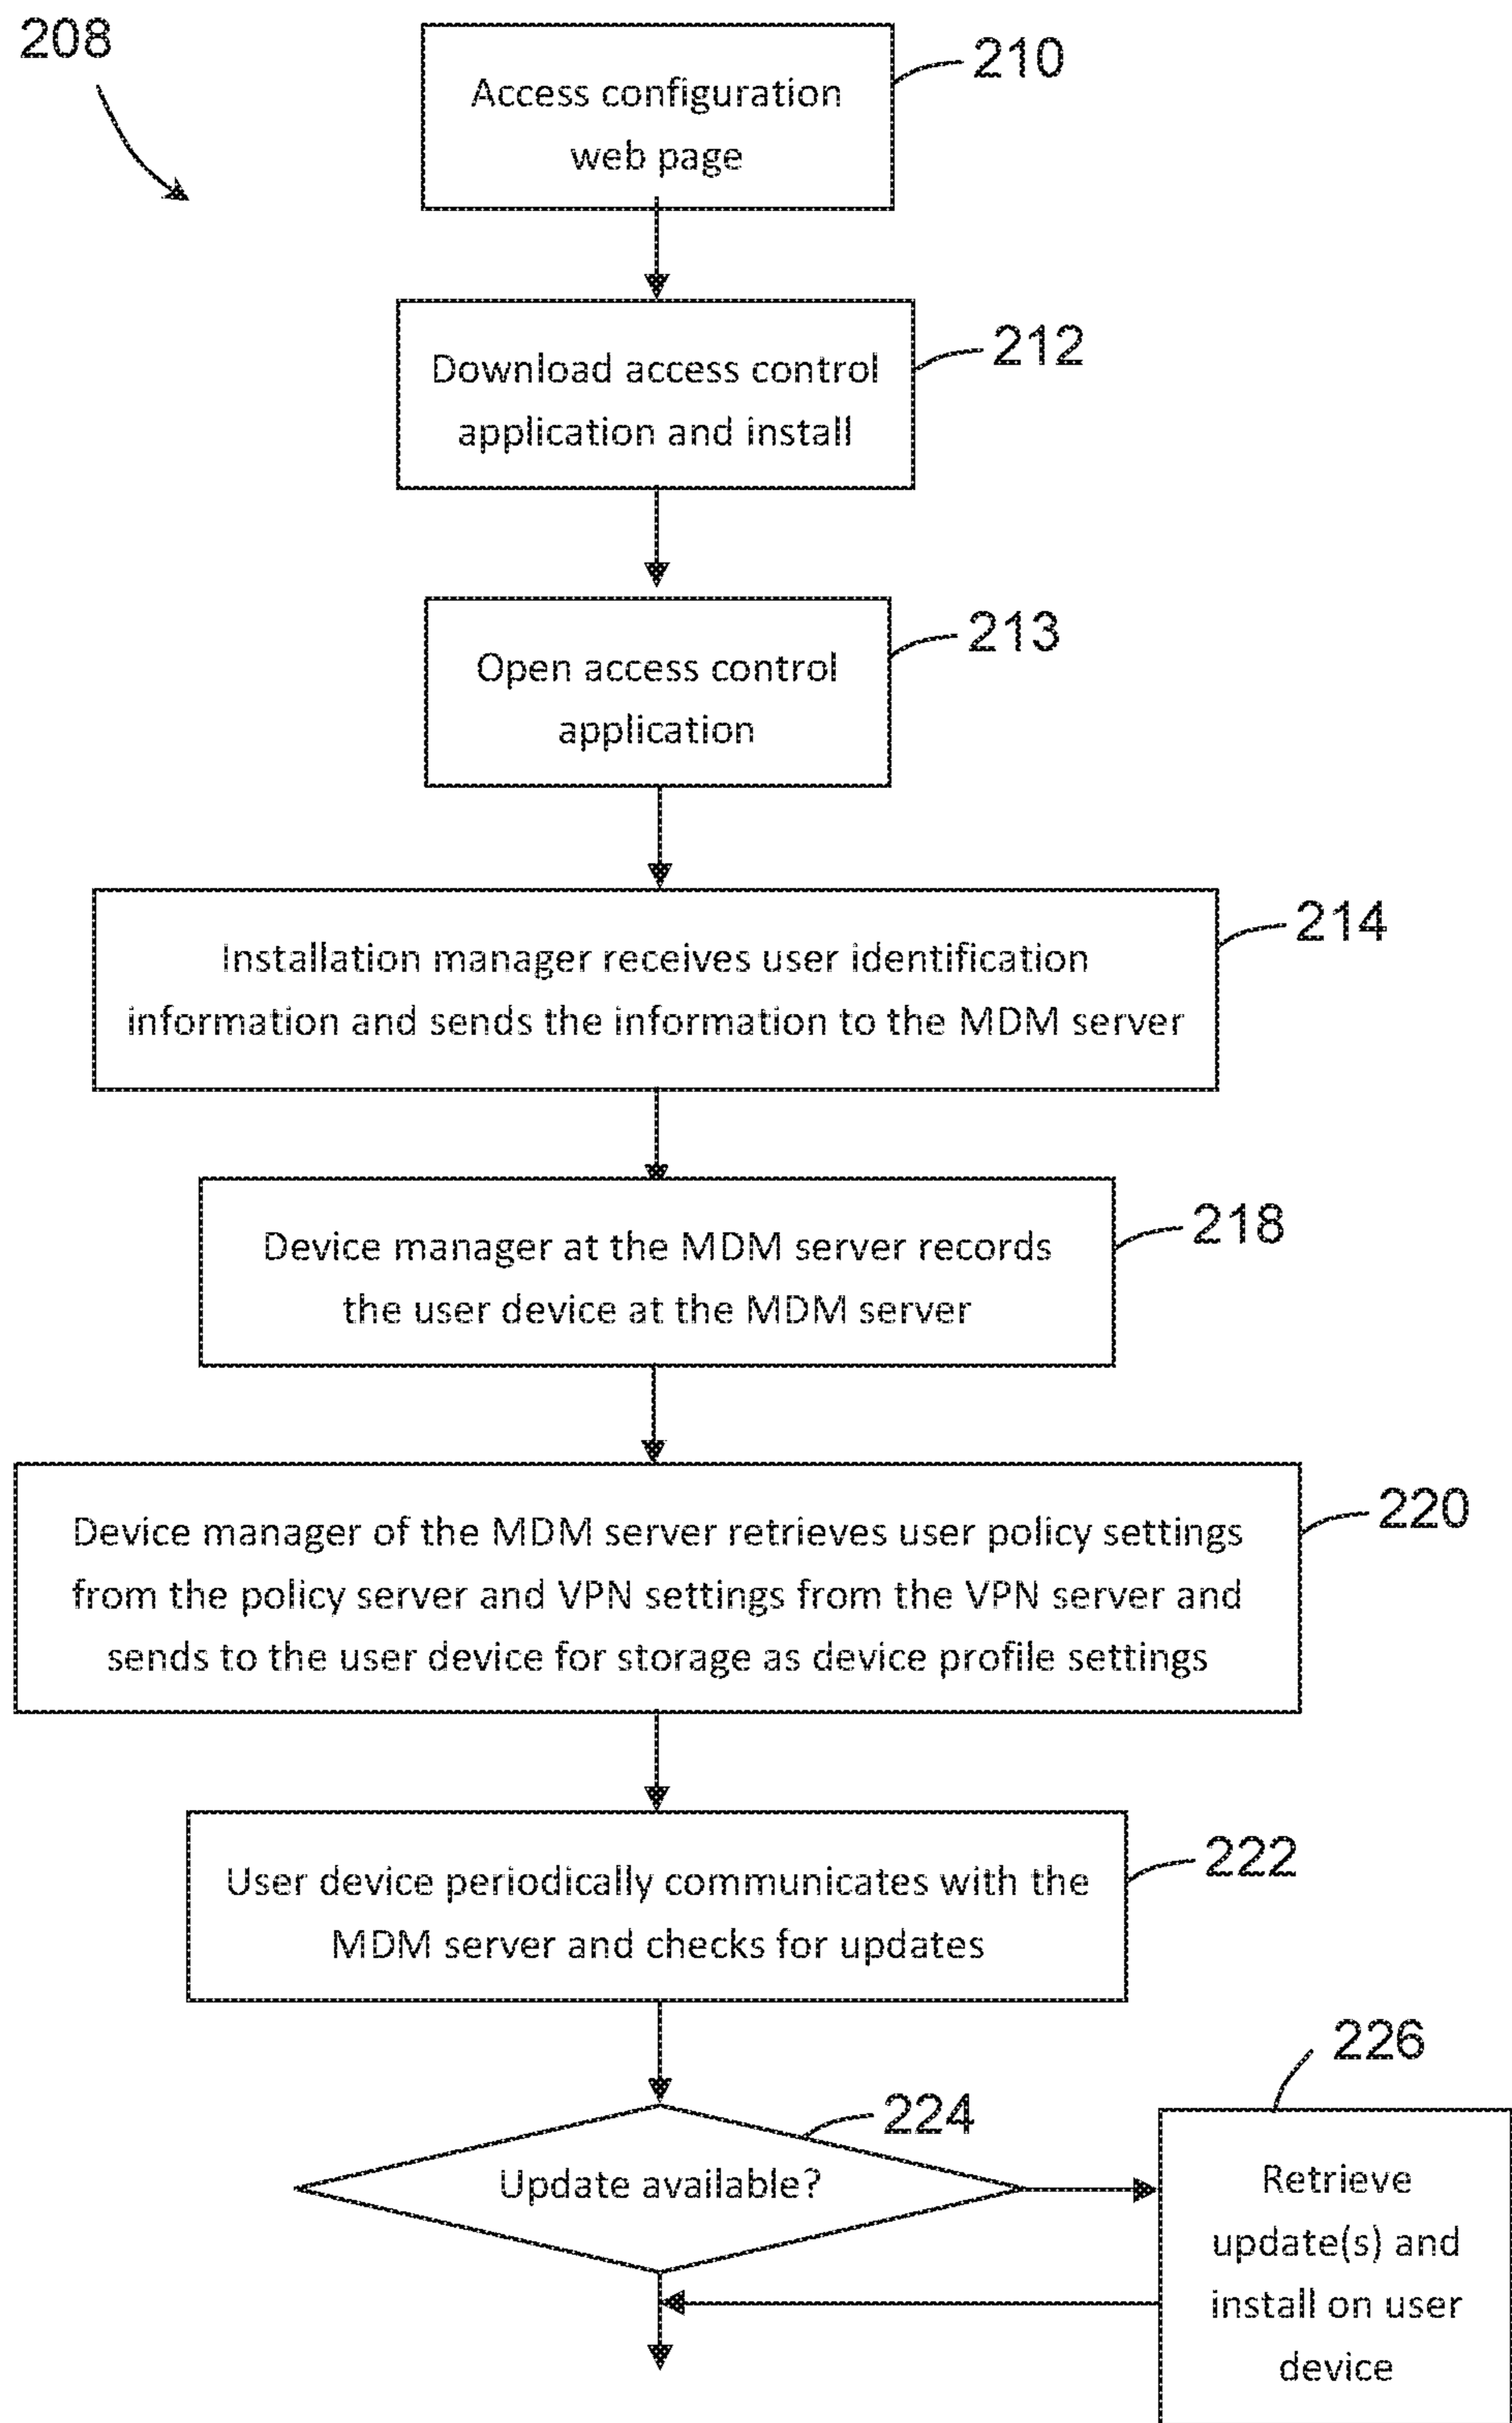 208
210
Access configuration
web page
212
Download access control
application and install
213
Open access control
application
214
Installation manager receives user identification
information and sends the information to the MDM server
218
Device manager at the MDM server records
the user device at the MDM server
220
Device manager of the MDM server retrieves user policy settings
from the policy server and VPN settings from the VPN server and
sends to the user device for storage as device profile settings
222
User device periodically communicates with the
MDM server and checks for updates
224
Update available?
226
Retrieve
update(s) and
install on user
device